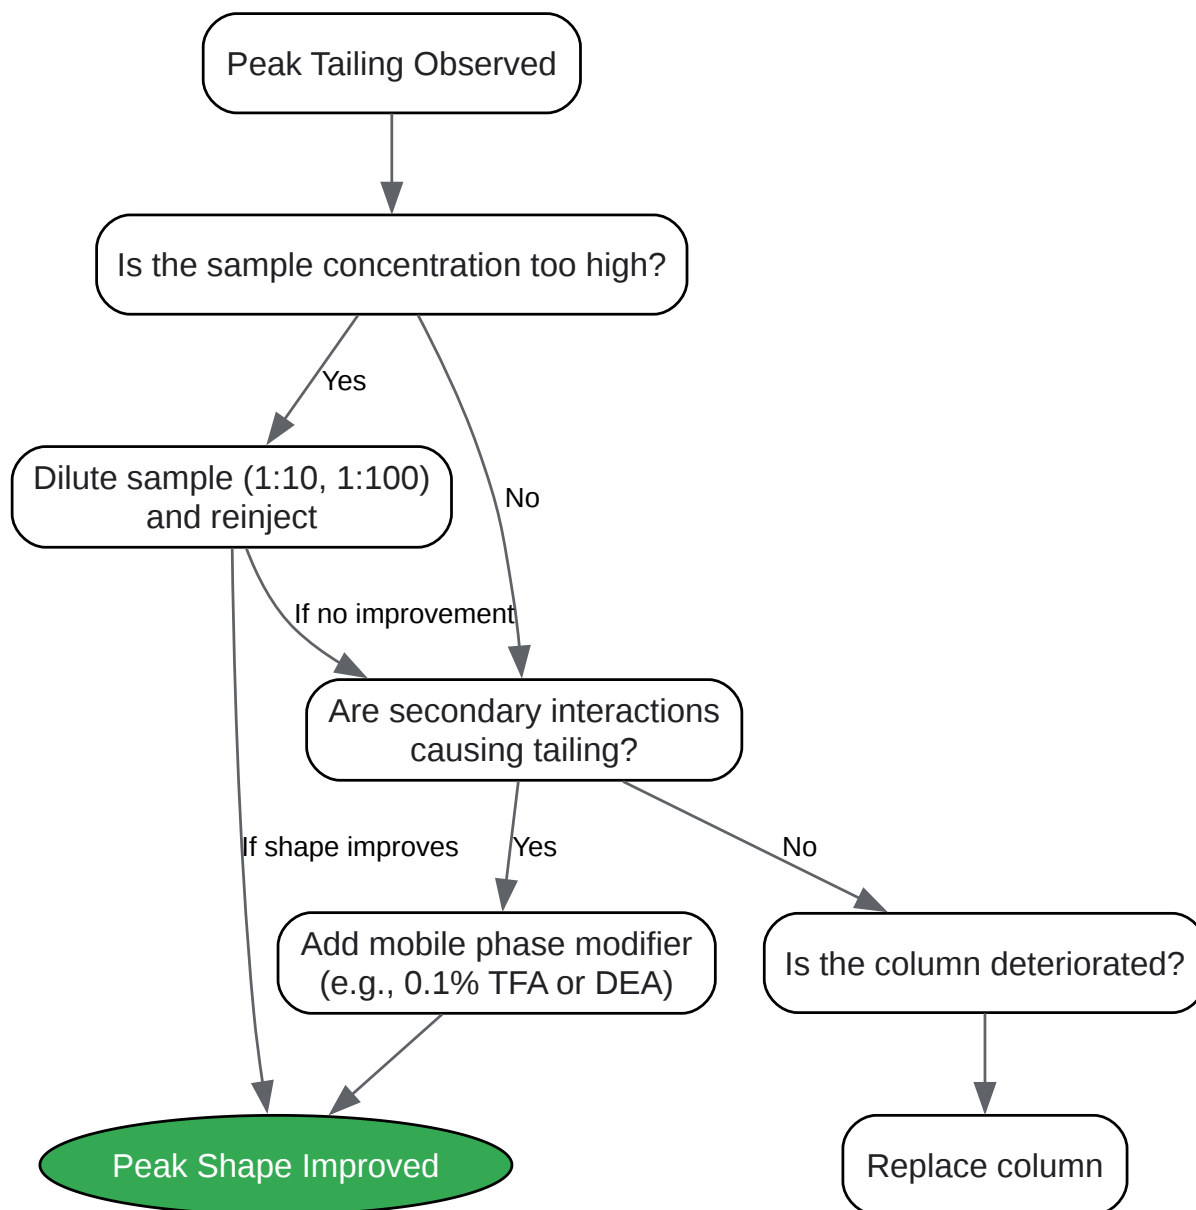 Peak Tailing Observed
Is the sample concentration too high?
Yes
Dilute sample (1:10, 1:100)
and reinject
No
If no improvement
Are secondary interactions
causing tailing?
If shape improves
Yes
No
Add mobile phase modifier
(e.g., 0.1% TFA or DEA)
Is the column deteriorated?
Peak Shape Improved
Replace column